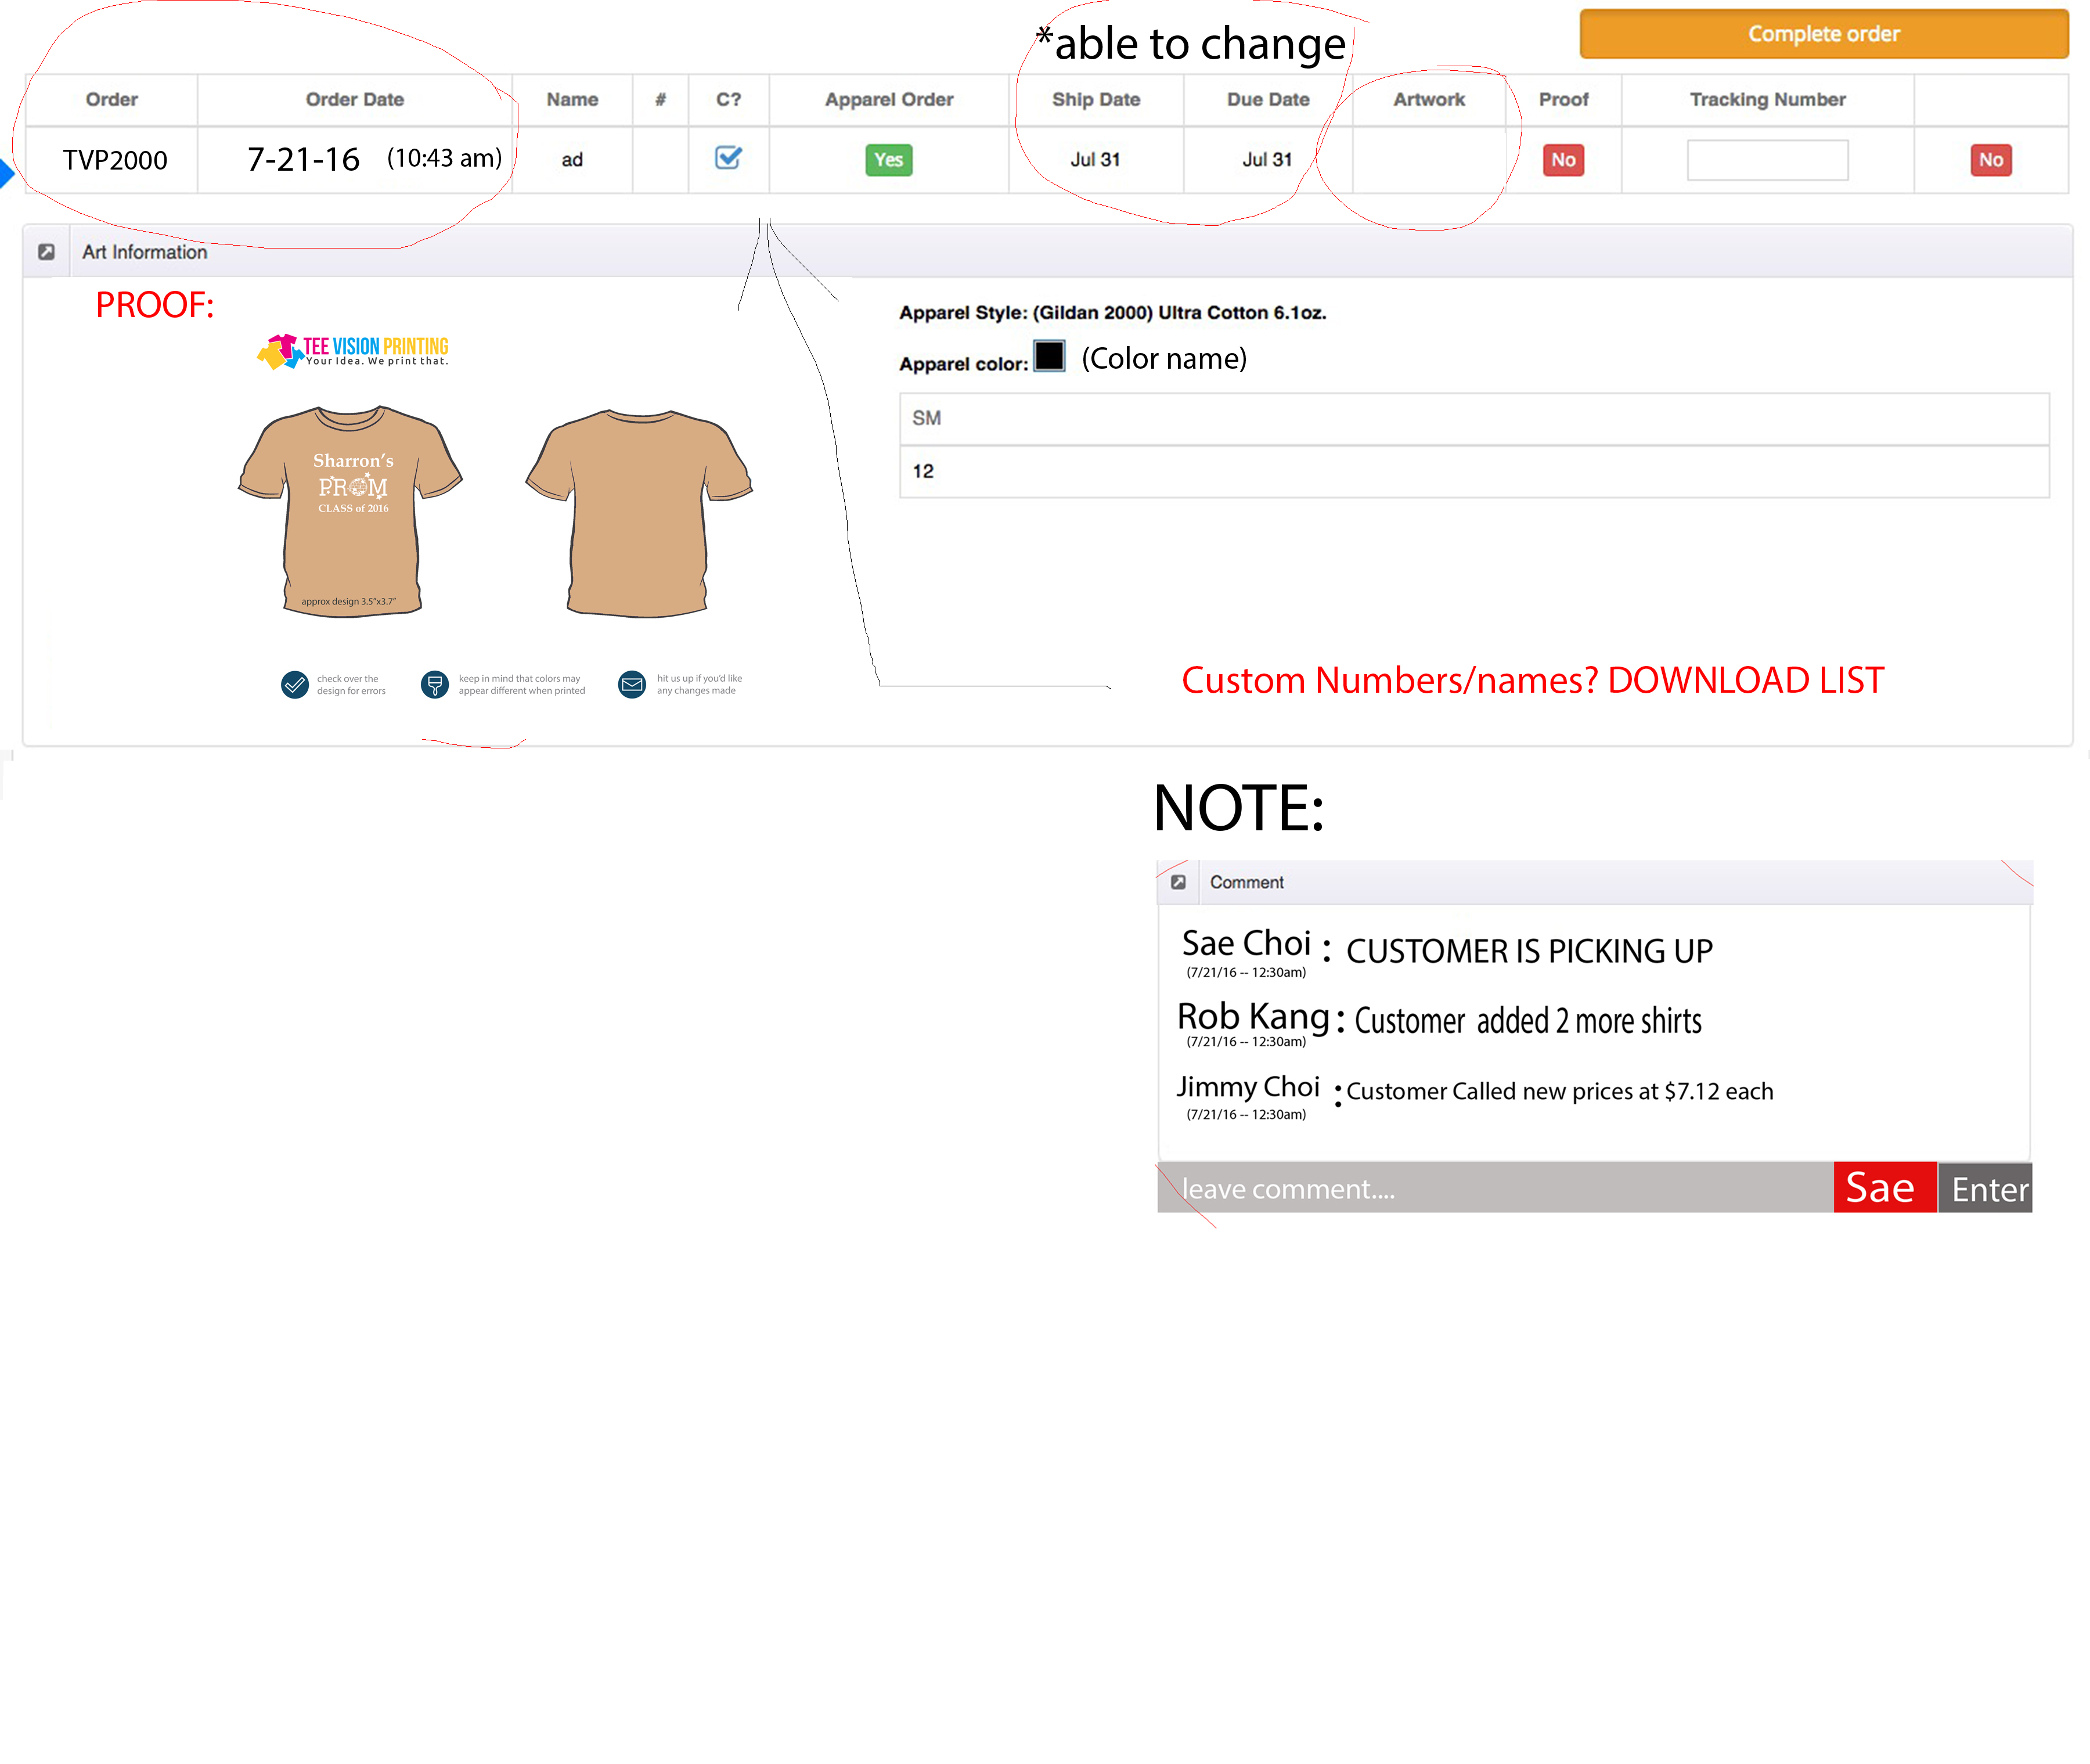 *able to change
Complete order
Order Order Date Name # C? Apparel Order Ship Date Due Date Artwork Proof Tracking Number
TVP2000 7-21-16 (10:43 am) ad Yes Jul 31 Jul 31 No No
Art Information
PROOF:
TEE VISION PRINTING
Your Idea. We print that.
Sharron's
PROM
CLASS of 2016
approx design 3.5"x3.7"
check over the
design for errors
keep in mind that colors may
appear different when printed
hit us up if you'd like
any changes made
Apparel Style: (Gildan 2000) Ultra Cotton 6.1oz.
Apparel color: (Color name)
SM
12
Custom Numbers/names? DOWNLOAD LIST
NOTE:
Comment
Sae Choi : CUSTOMER IS PICKING UP
(7/21/16 -- 12:30am)
Rob Kang : Customer added 2 more shirts
(7/21/16 -- 12:30am)
Jimmy Choi : Customer Called new prices at $7.12 each
(7/21/16 -- 12:30am)
leave comment.... Sae Enter